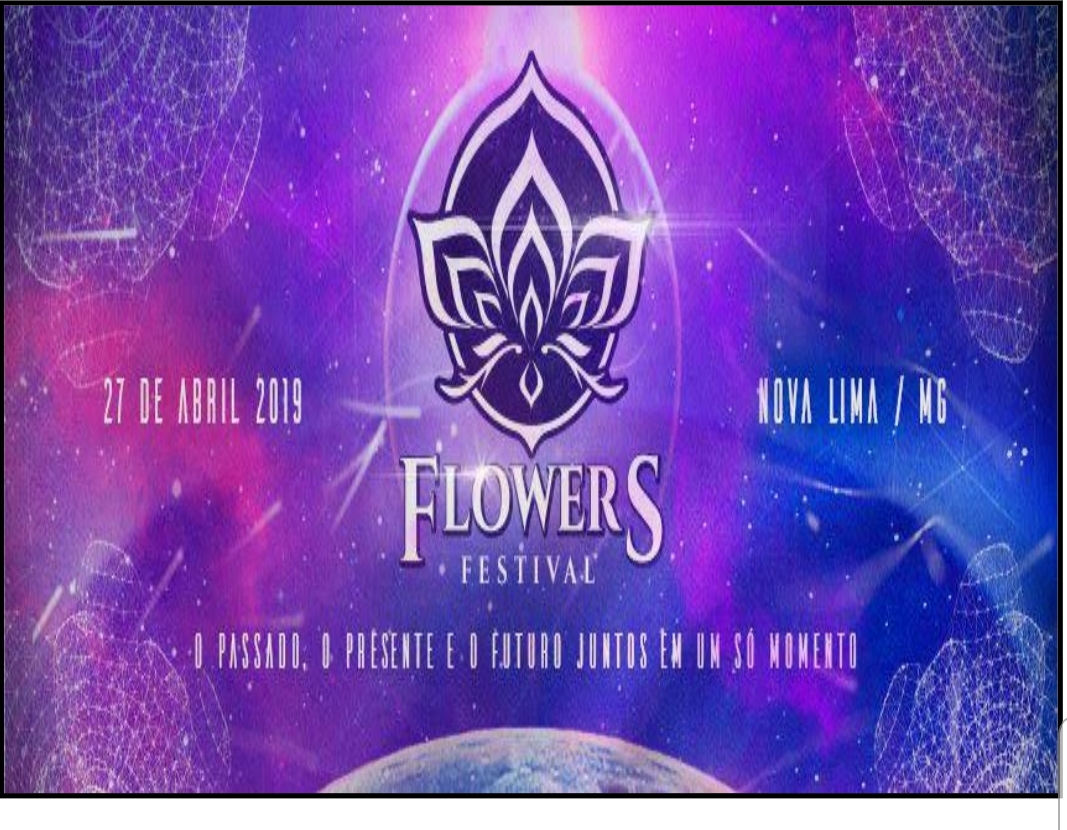 27 DE ABRIL 2019
NOVA LIMA / MG
FLOWERS
FESTIVAL
O PASSADO, O PRESENTE E O FUTURO JUNTOS EM UM SÓ MOMENTO